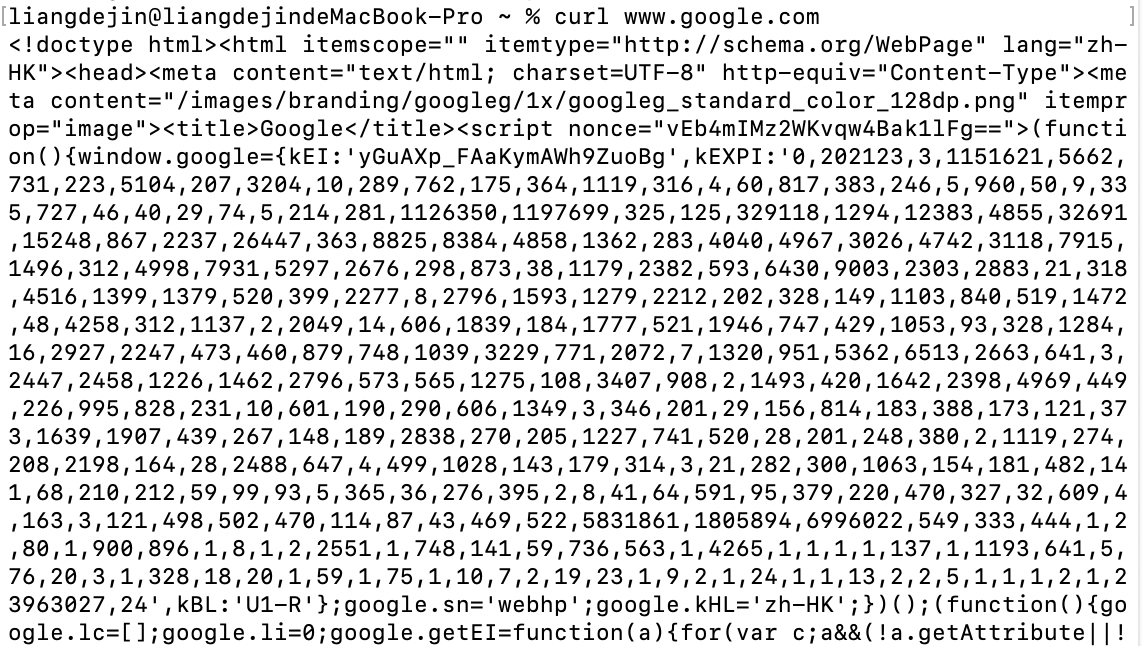 [liangdejin@liangdejindeMacBook-Pro ~ % curl www.google.com ]
<!doctype html><html itemscope="" itemtype="http://schema.org/WebPage" lang="zh-
HK"><head><meta content="text/html; charset=UTF-8" http-equiv="Content-Type"><me
ta content="/images/branding/googleg/1x/googleg_standard_color_128dp.png" itempr
op="image"><title>Google</title><script nonce="vEb4mIMz2WKvqw4Bak1lFg==">(functi
on(){window.google={kEI:'yGuAXp_FAaKymAWh9ZuoBg',kEXPI:'0,202123,3,1151621,5662,
731,223,5104,207,3204,10,289,762,175,364,1119,316,4,60,817,383,246,5,960,50,9,33
5,727,46,40,29,74,5,214,281,1126350,1197699,325,125,329118,1294,12383,4855,32691
,15248,867,2237,26447,363,8825,8384,4858,1362,283,4040,4967,3026,4742,3118,7915,
1496,312,4998,7931,5297,2676,298,873,38,1179,2382,593,6430,9003,2303,2883,21,318
,4516,1399,1379,520,399,2277,8,2796,1593,1279,2212,202,328,149,1103,840,519,1472
,48,4258,312,1137,2,2049,14,606,1839,184,1777,521,1946,747,429,1053,93,328,1284,
16,2927,2247,473,460,879,748,1039,3229,771,2072,7,1320,951,5362,6513,2663,641,3,
2447,2458,1226,1462,2796,573,565,1275,108,3407,908,2,1493,420,1642,2398,4969,449
,226,995,828,231,10,601,190,290,606,1349,3,346,201,29,156,814,183,388,173,121,37
3,1639,1907,439,267,148,189,2838,270,205,1227,741,520,28,201,248,380,2,1119,274,
208,2198,164,28,2488,647,4,499,1028,143,179,314,3,21,282,300,1063,154,181,482,14
1,68,210,212,59,99,93,5,365,36,276,395,2,8,41,64,591,95,379,220,470,327,32,609,4
,163,3,121,498,502,470,114,87,43,469,522,5831861,1805894,6996022,549,333,444,1,2
,80,1,900,896,1,8,1,2,2551,1,748,141,59,736,563,1,4265,1,1,1,1,137,1,1193,641,5,
76,20,3,1,328,18,20,1,59,1,75,1,10,7,2,19,23,1,9,2,1,24,1,1,13,2,2,5,1,1,1,2,1,2
3963027,24',kBL:'U1-R'};google.sn='webhp';google.kHL='zh-HK';})();(function(){go
ogle.lc=[];google.li=0;google.getEI=function(a){for(var c;a&&(!a.getAttribute||!